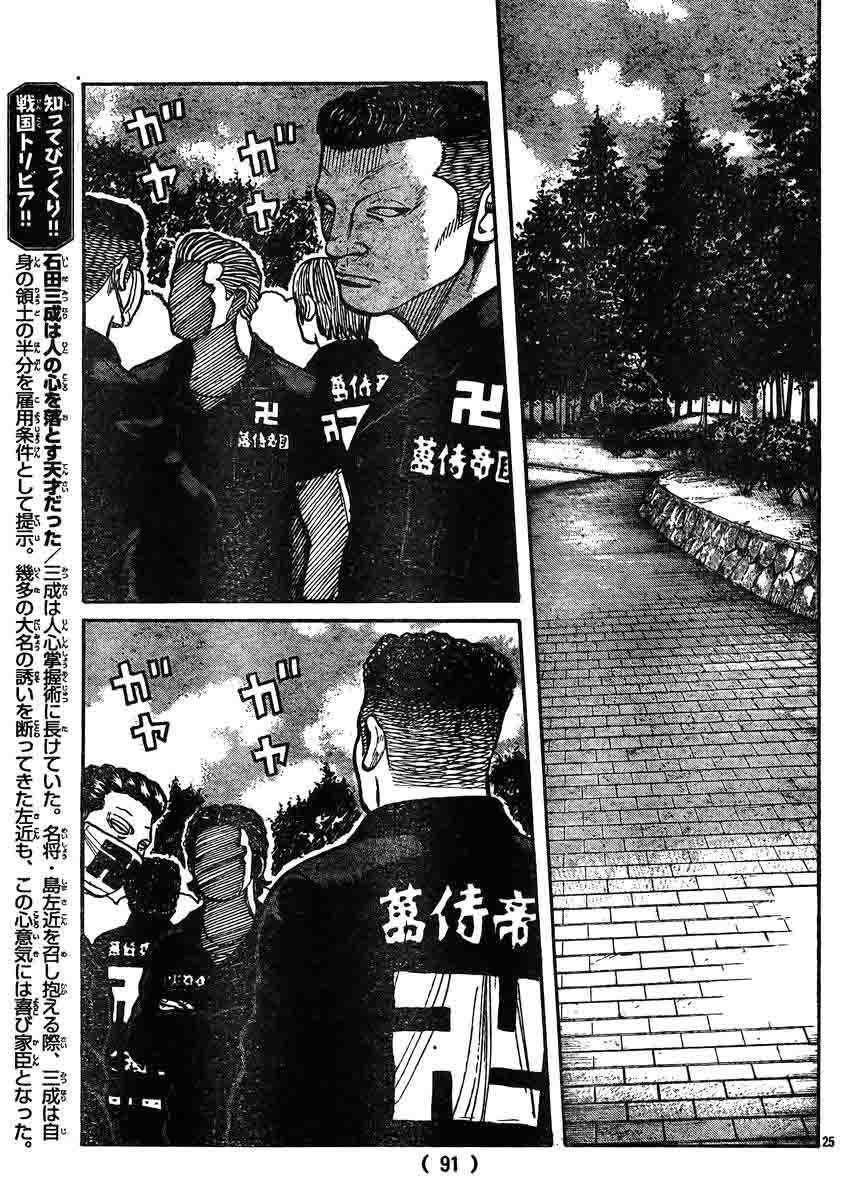 25
ガヤ
ガヤ
萬侍
萬侍帝国
萬侍帝国
ガヤ
ガヤ
萬侍帝
萬侍帝
知ってびっくり!!
戦国トリビア!!
石田三成は人の心を落とす天才だった/三成は人心掌握術に長けていた。名将・島左近を召し抱える際、三成は自
身の領土の半分を雇用条件として提示。幾多の大名の誘いを断ってきた左近も、この心意気には喜び家臣となった。
( 91 )